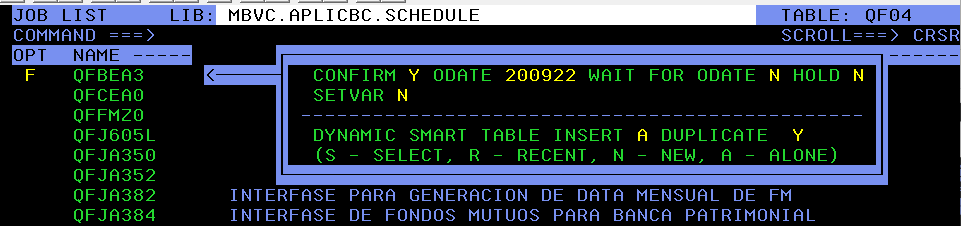 JOB LIST LIB: MBVC.APLICBC.SCHEDULE TABLE: QF04
COMMAND ===> SCROLL===> CRSR
OPT NAME -----
F QFBEA3 <
CONFIRM Y ODATE 200922 WAIT FOR ODATE N HOLD N
QFCEA0 SETVAR N
QFFMZ0 -----------------------------------------------------
QFJ605L DYNAMIC SMART TABLE INSERT A DUPLICATE Y
QFJA350 (S - SELECT, R - RECENT, N - NEW, A - ALONE)
QFJA352
QFJA382 INTERFASE PARA GENERACION DE DATA MENSUAL DE FM
QFJA384 INTERFASE DE FONDOS MUTUOS PARA BANCA PATRIMONIAL